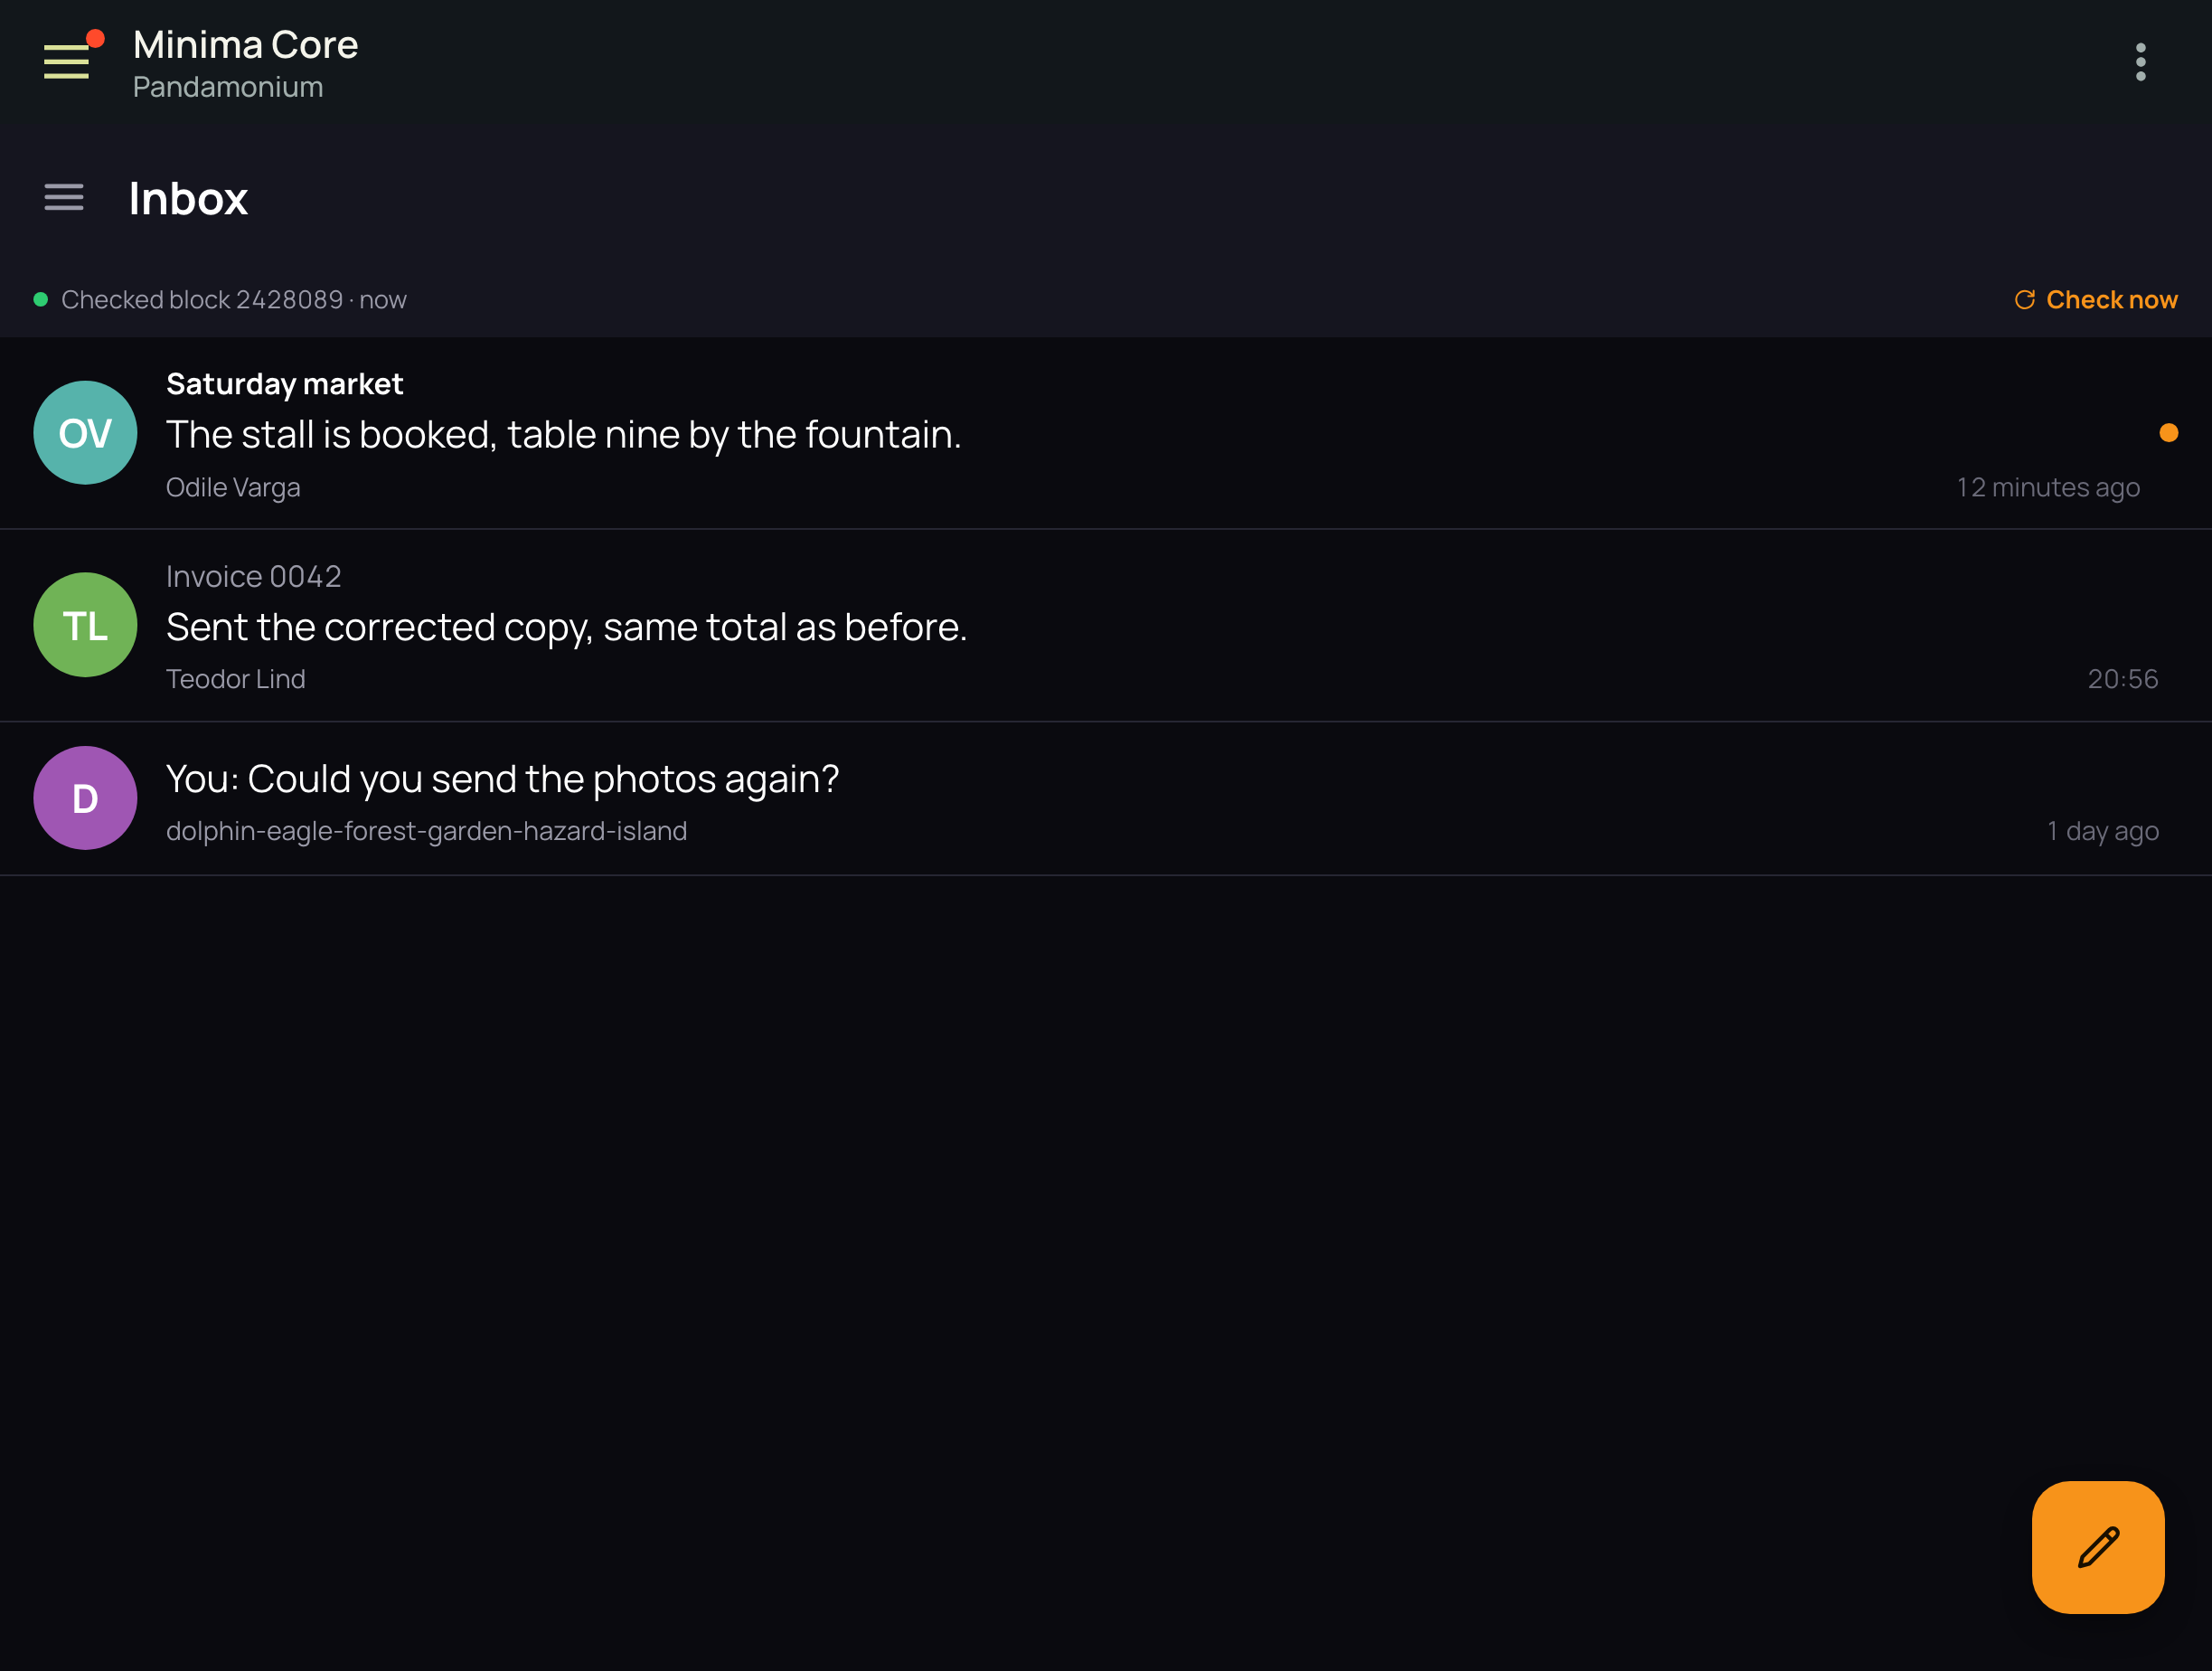 Minima Core
Pandamonium
Inbox
Checked block 2428089 · now
Check now
OV
Saturday market
The stall is booked, table nine by the fountain.
Odile Varga
12 minutes ago
TL
Invoice 0042
Sent the corrected copy, same total as before.
Teodor Lind
20:56
D
You: Could you send the photos again?
dolphin-eagle-forest-garden-hazard-island
1 day ago